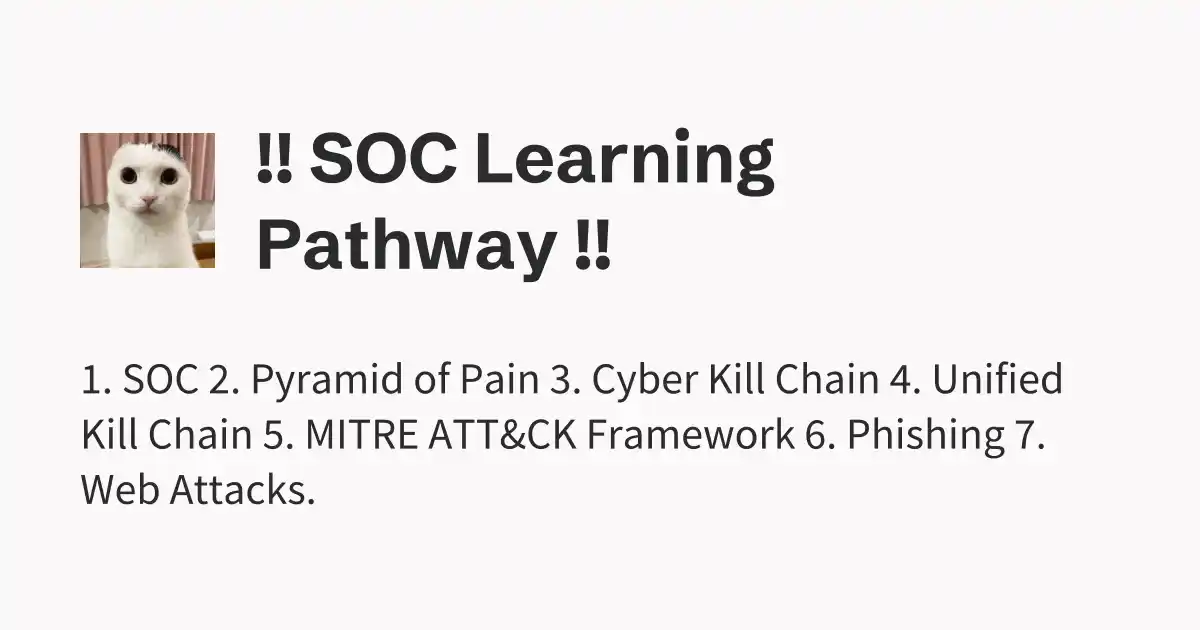 !! SOC Learning
Pathway !!
1. SOC 2. Pyramid of Pain 3. Cyber Kill Chain 4. Unified
Kill Chain 5. MITRE ATT&CK Framework 6. Phishing 7.
Web Attacks.